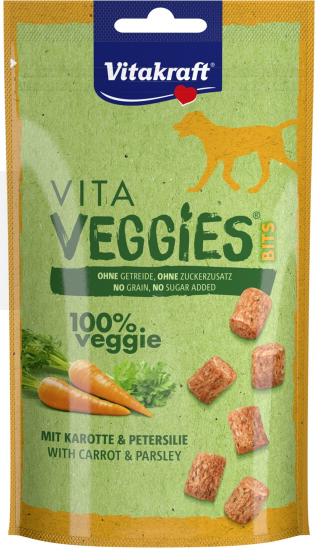 Vitakraft
VITA
VEGGIES®
BITS
OHNE GETREIDE, OHNE ZUCKERZUSATZ
NO GRAIN, NO SUGAR ADDED
100%
veggie
MIT KAROTTE & PETERSILIE
WITH CARROT & PARSLEY